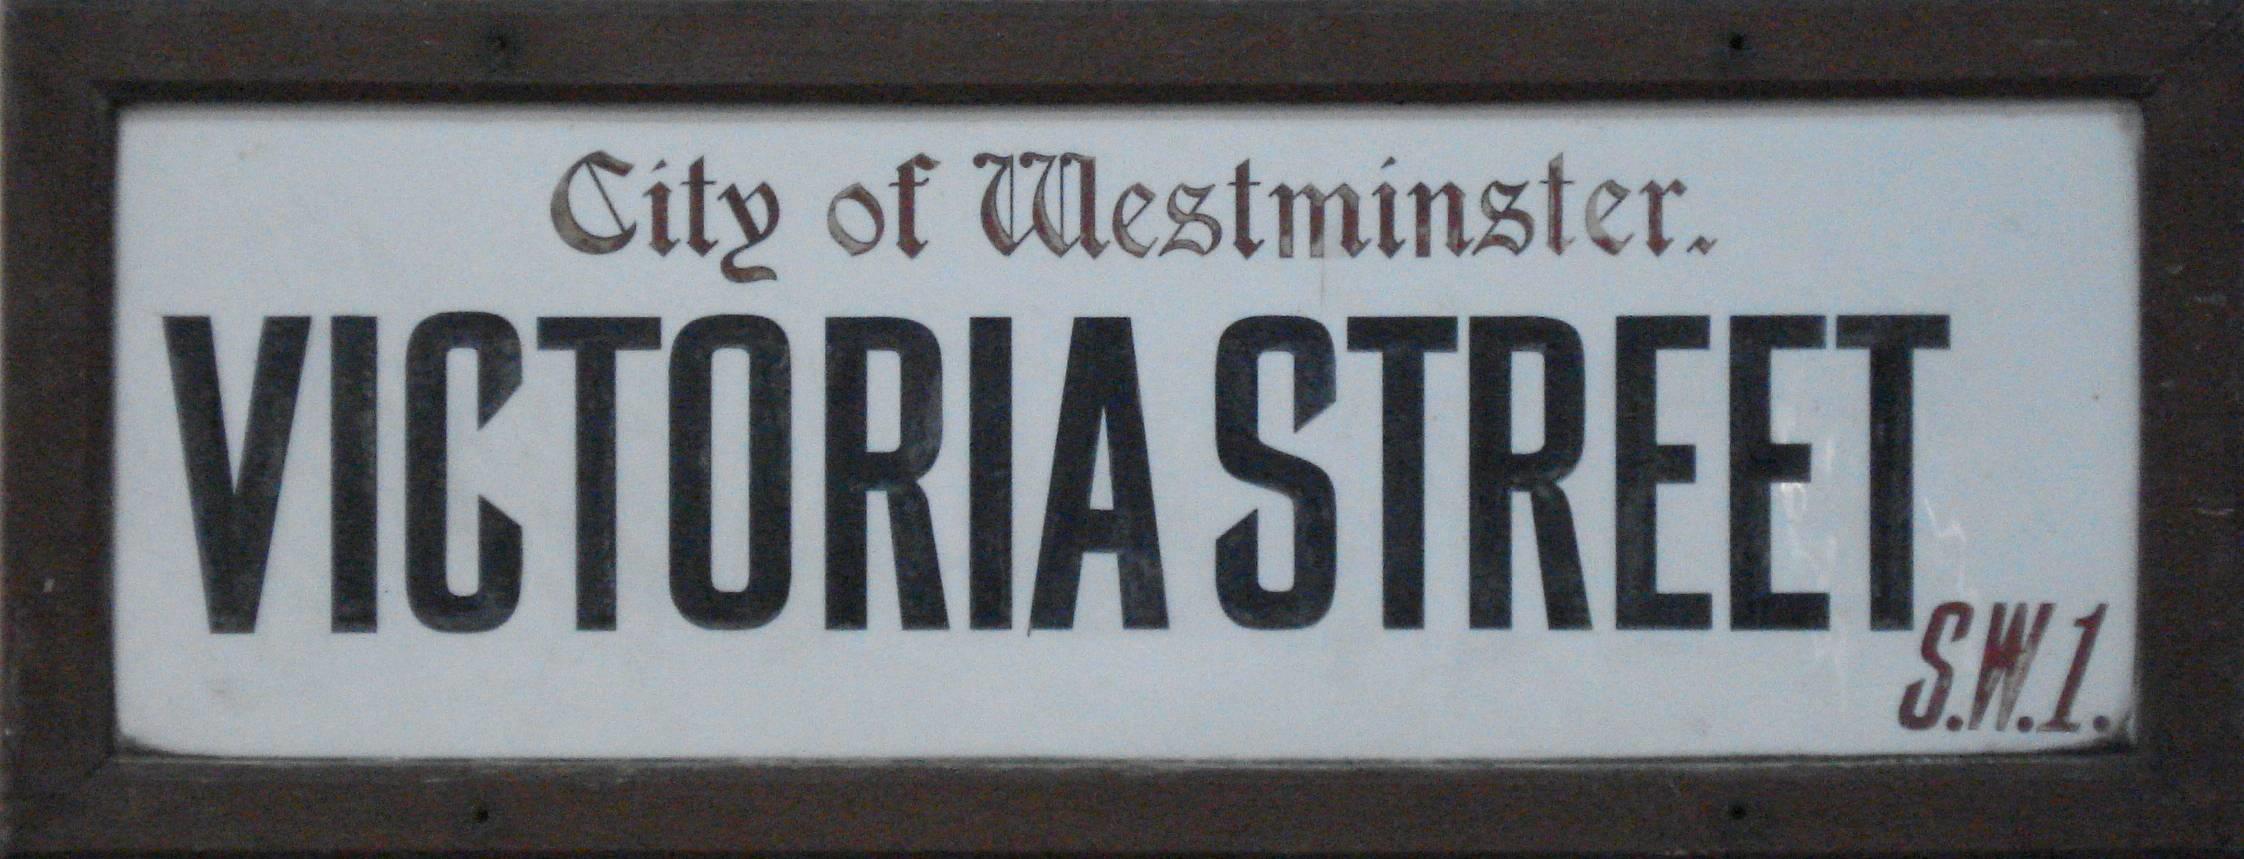 City of Westminster.
VICTORIA STREET
S.W.1.